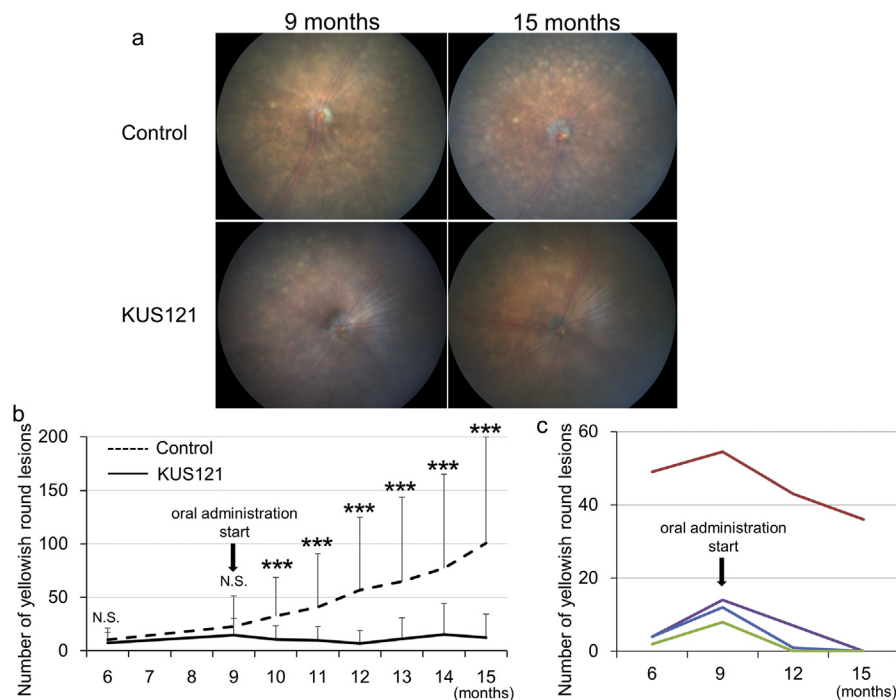 9 months
15 months
a
Control
KUS121
b
Number of yellowish round lesions
200
150
100
50
0
Control
KUS121
oral administration
start
N.S.
N.S.
***
***
***
***
***
***
6 7 8 9 10 11 12 13 14 15
(months)
c
Number of yellowish round lesions
60
40
20
0
oral administration
start
6 9 12 15
(months)